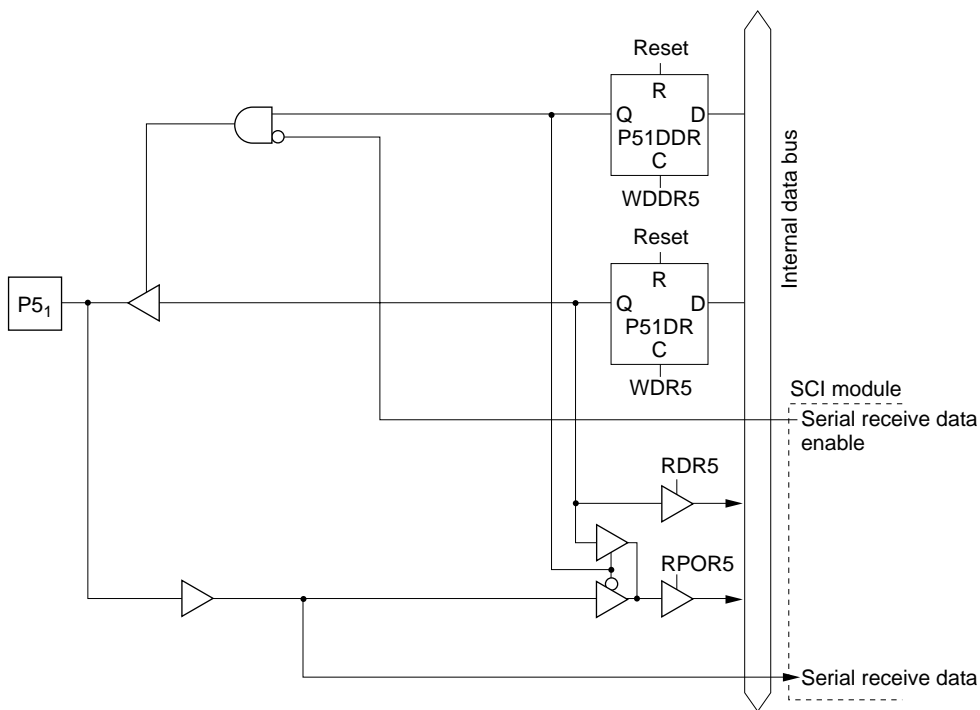 Reset
R
Q D
P51DDR
C
WDDR5
Internal data bus
Reset
R
Q D
P51DR
C
WDR5
P5₁
SCI module
Serial receive data
enable
RDR5
RPOR5
Serial receive data